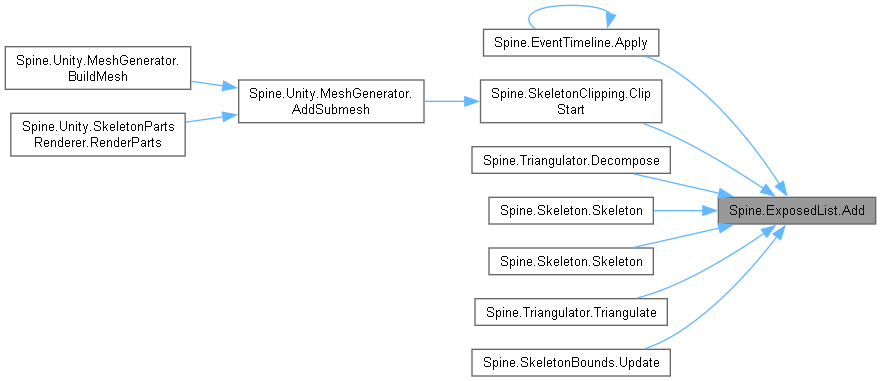 Spine.Unity.MeshGenerator.
BuildMesh
Spine.Unity.SkeletonParts
Renderer.RenderParts
Spine.Unity.MeshGenerator.
AddSubmesh
Spine.EventTimeline.Apply
Spine.SkeletonClipping.Clip
Start
Spine.Triangulator.Decompose
Spine.Skeleton.Skeleton
Spine.Skeleton.Skeleton
Spine.Triangulator.Triangulate
Spine.SkeletonBounds.Update
Spine.ExposedList.Add